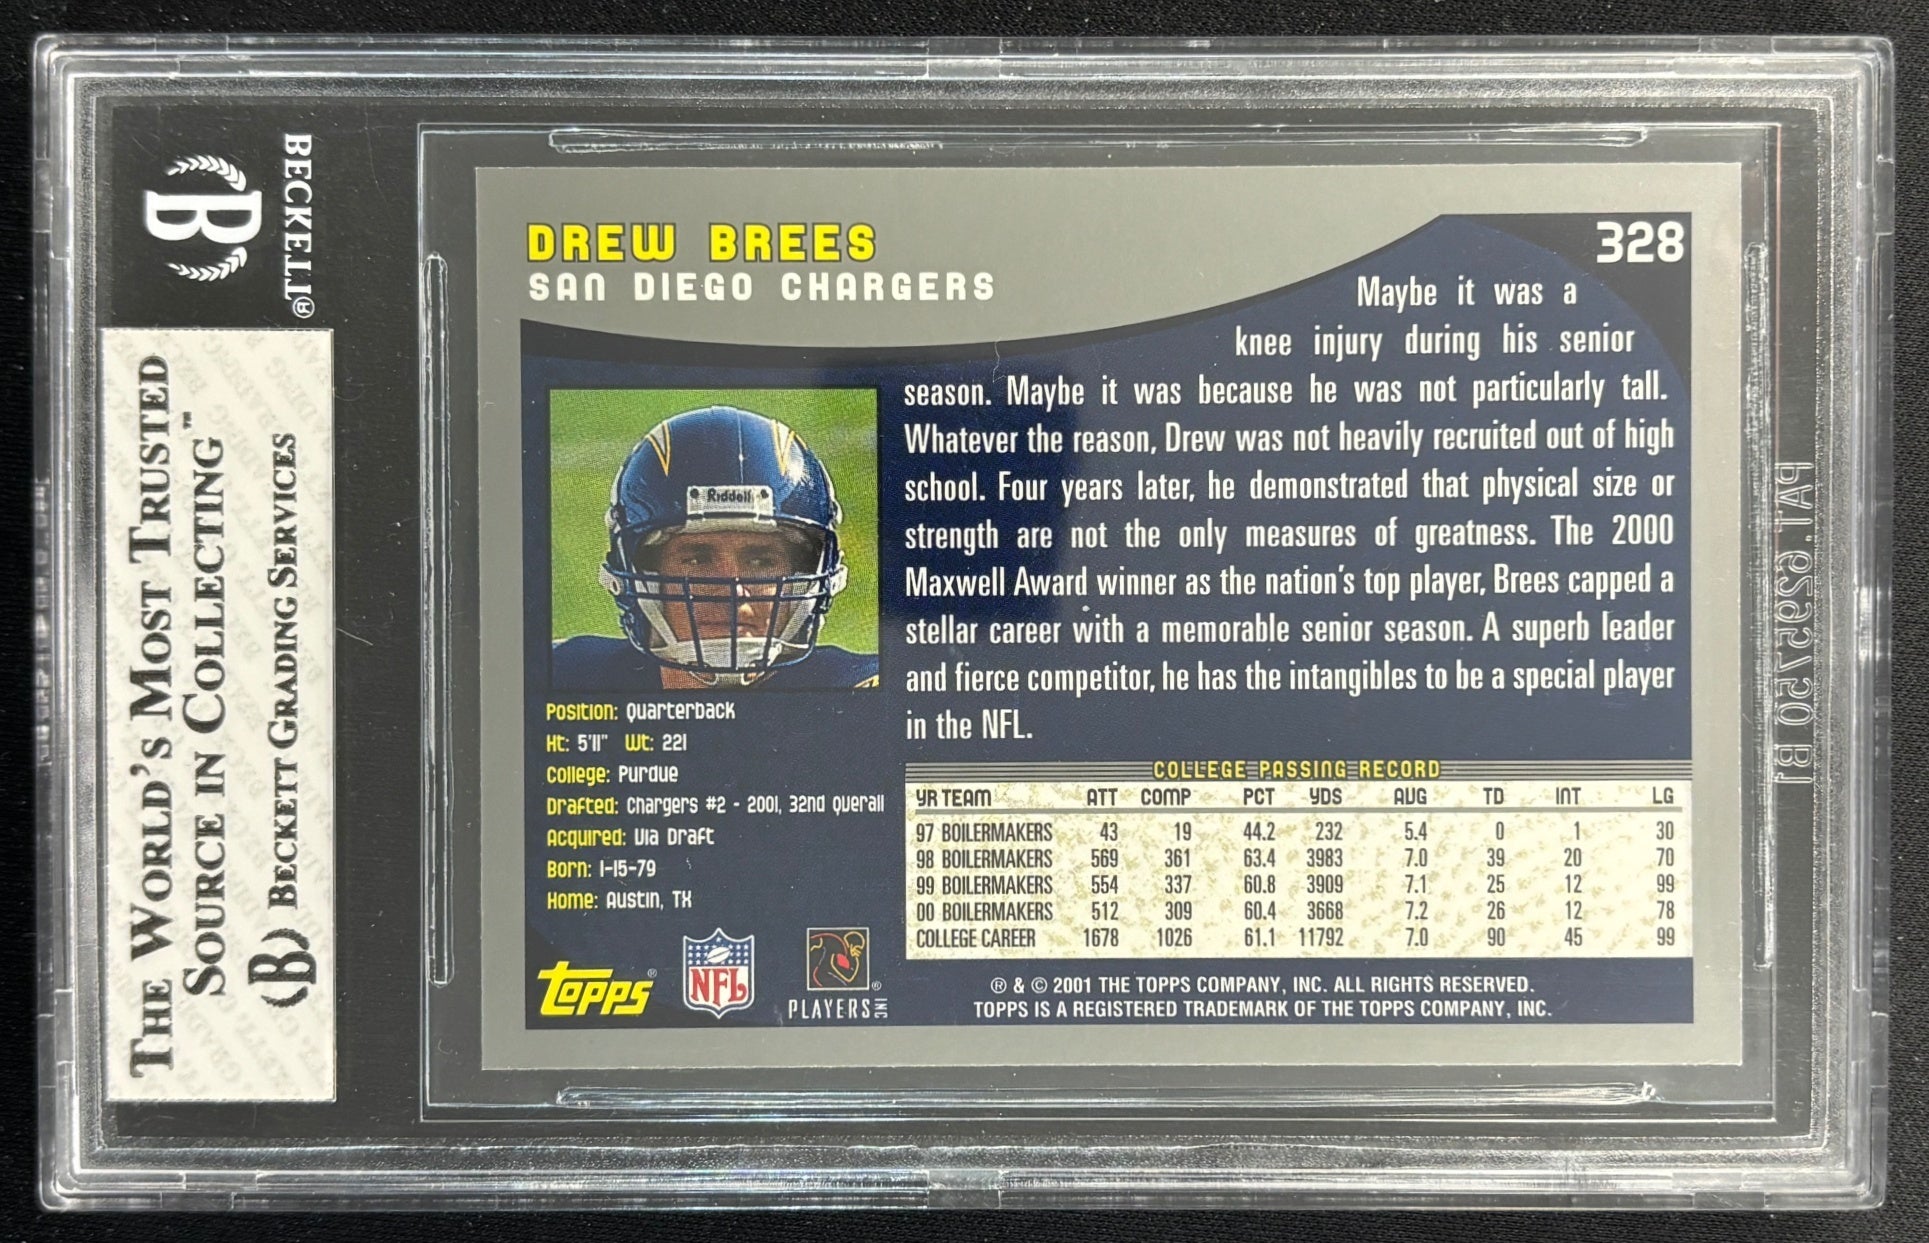 BECKETT®
B
THE WORLD'S MOST TRUSTED
SOURCE IN COLLECTING™
B BECKETT GRADING SERVICES
DREW BREES
SAN DIEGO CHARGERS
328
Maybe it was a
knee injury during his senior
season. Maybe it was because he was not particularly tall.
Whatever the reason, Drew was not heavily recruited out of high
school. Four years later, he demonstrated that physical size or
strength are not the only measures of greatness. The 2000
Maxwell Award winner as the nation's top player, Brees capped a
stellar career with a memorable senior season. A superb leader
and fierce competitor, he has the intangibles to be a special player
in the NFL.
Riddell
Position: Quarterback
Ht: 5'11" Wt: 221
College: Purdue
Drafted: Chargers #2 - 2001, 32nd Overall
Acquired: Via Draft
Born: 1-15-79
Home: Austin, TX
COLLEGE PASSING RECORD
YR TEAM ATT COMP PCT YDS AVG TD INT LG
97 BOILERMAKERS 43 19 44.2 232 5.4 0 1 30
98 BOILERMAKERS 569 361 63.4 3983 7.0 39 20 70
99 BOILERMAKERS 554 337 60.8 3909 7.1 25 12 99
00 BOILERMAKERS 512 309 60.4 3668 7.2 26 12 78
COLLEGE CAREER 1678 1026 61.1 11792 7.0 90 45 99
topps®
NFL
PLAYERS INC®
® & © 2001 THE TOPPS COMPANY, INC. ALL RIGHTS RESERVED.
TOPPS IS A REGISTERED TRADEMARK OF THE TOPPS COMPANY, INC.
PAT. 6295750 B1